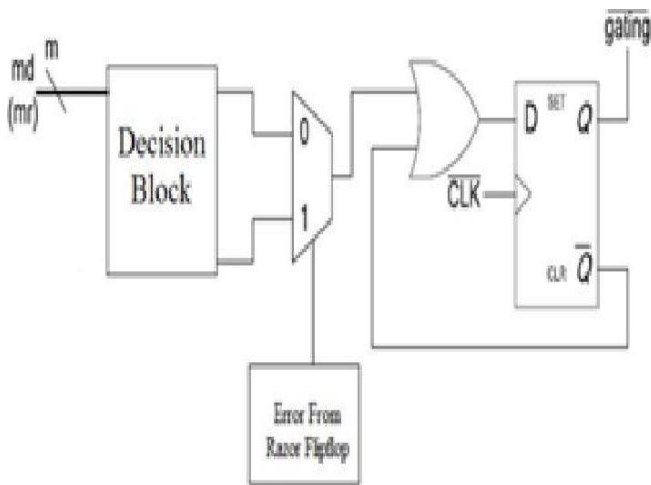 m
md
(mr)
Decision
Block
0
1
Error From
Razor Flipflop
gating
D
SET
Q
CLK
CLR
Q